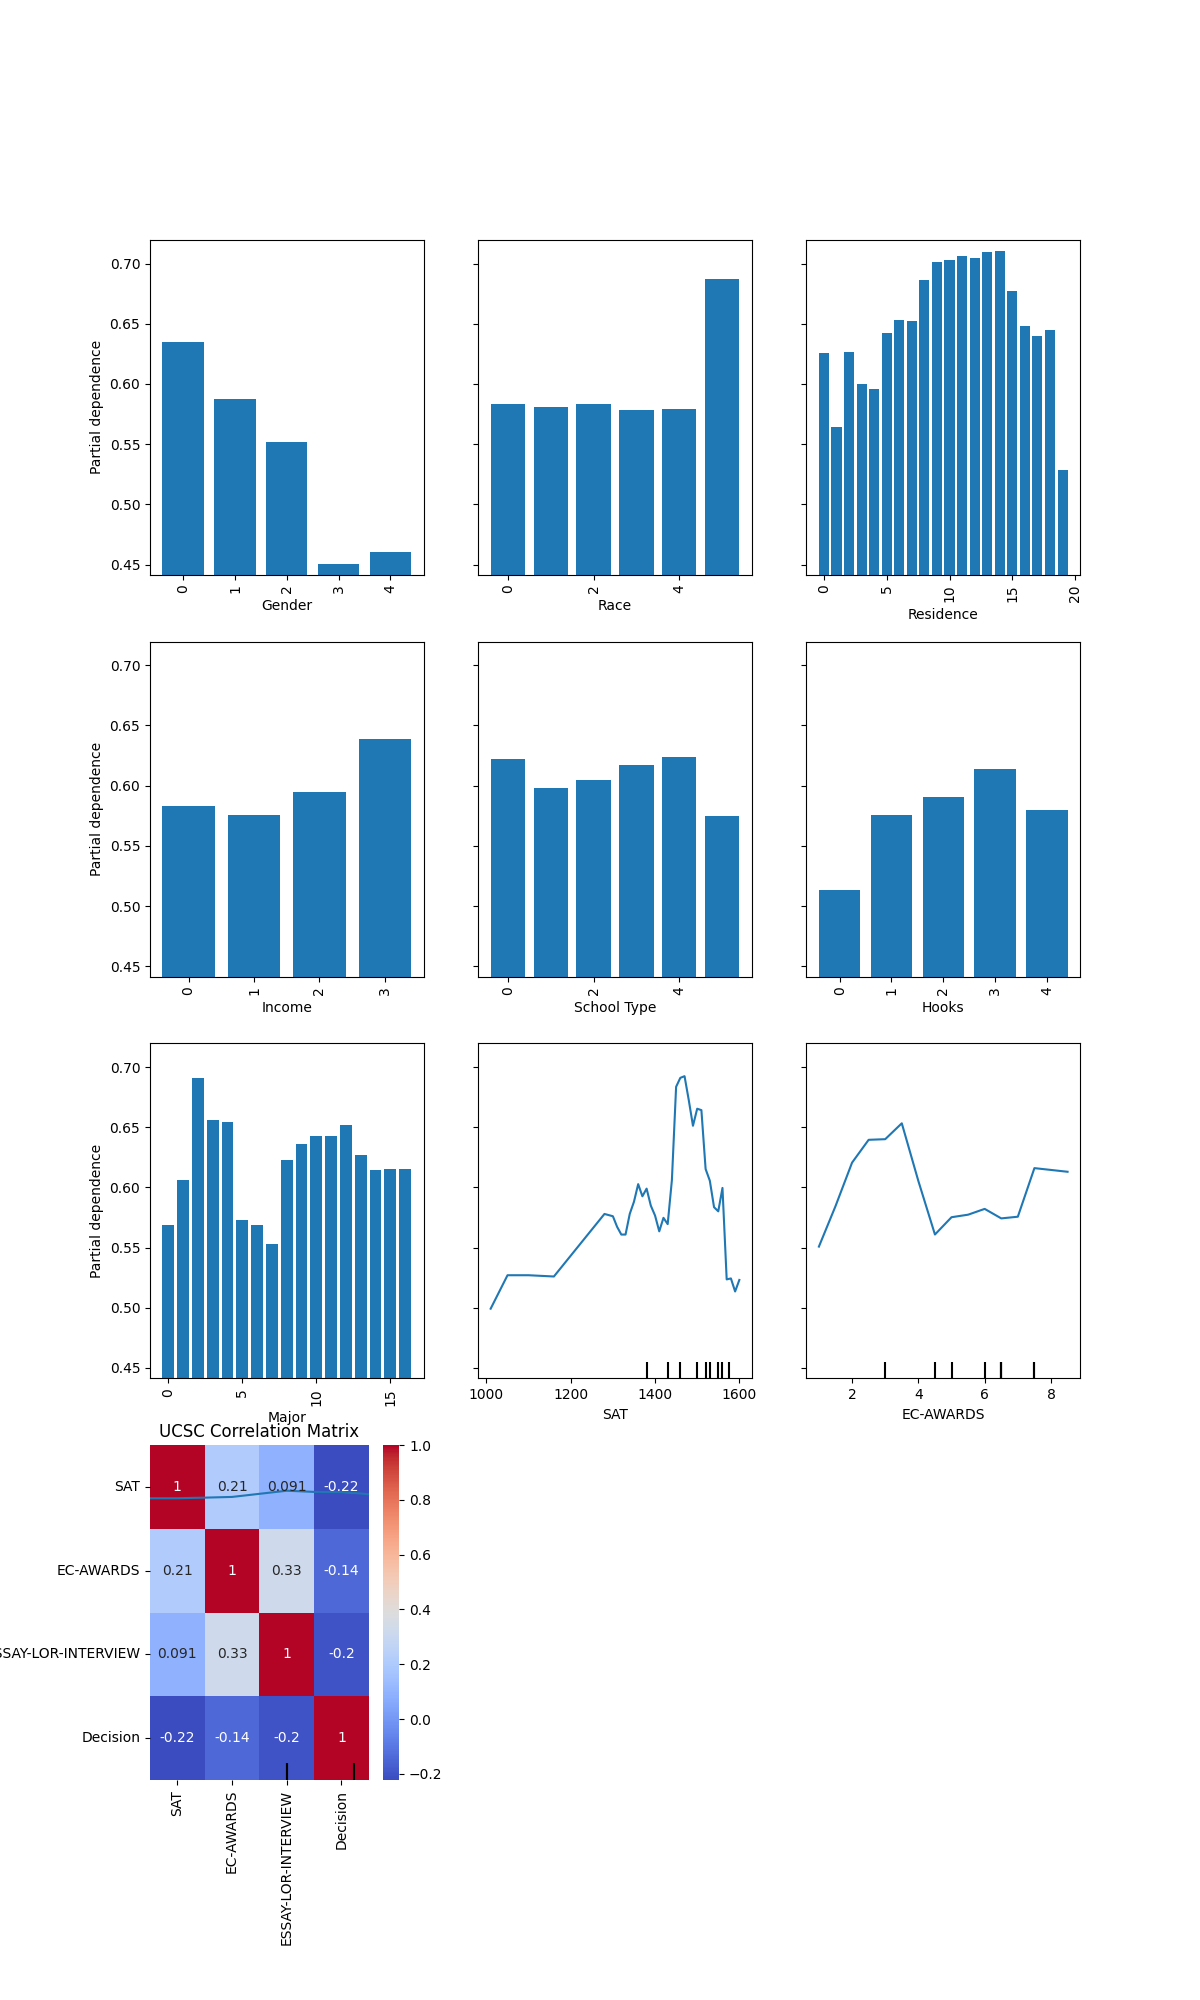 0.70
0.65
0.60
0.55
0.50
0.45
Partial dependence
0 1 2 3 4
Gender
0 2 4
Race
0 5 10 15 20
Residence
0.70
0.65
0.60
0.55
0.50
0.45
Partial dependence
0 1 2 3
Income
0 2 4
School Type
0 1 2 3 4
Hooks
0.70
0.65
0.60
0.55
0.50
0.45
Partial dependence
0 5 10 15
Major
1000 1200 1400 1600
SAT
2 4 6 8
EC-AWARDS
UCSC Correlation Matrix
SAT 1 0.21 0.091 -0.22
EC-AWARDS 0.21 1 0.33 -0.14
SSAY-LOR-INTERVIEW 0.091 0.33 1 -0.2
Decision -0.22 -0.14 -0.2 1
SAT EC-AWARDS ESSAY-LOR-INTERVIEW Decision
1.0
0.8
0.6
0.4
0.2
0.0
−0.2